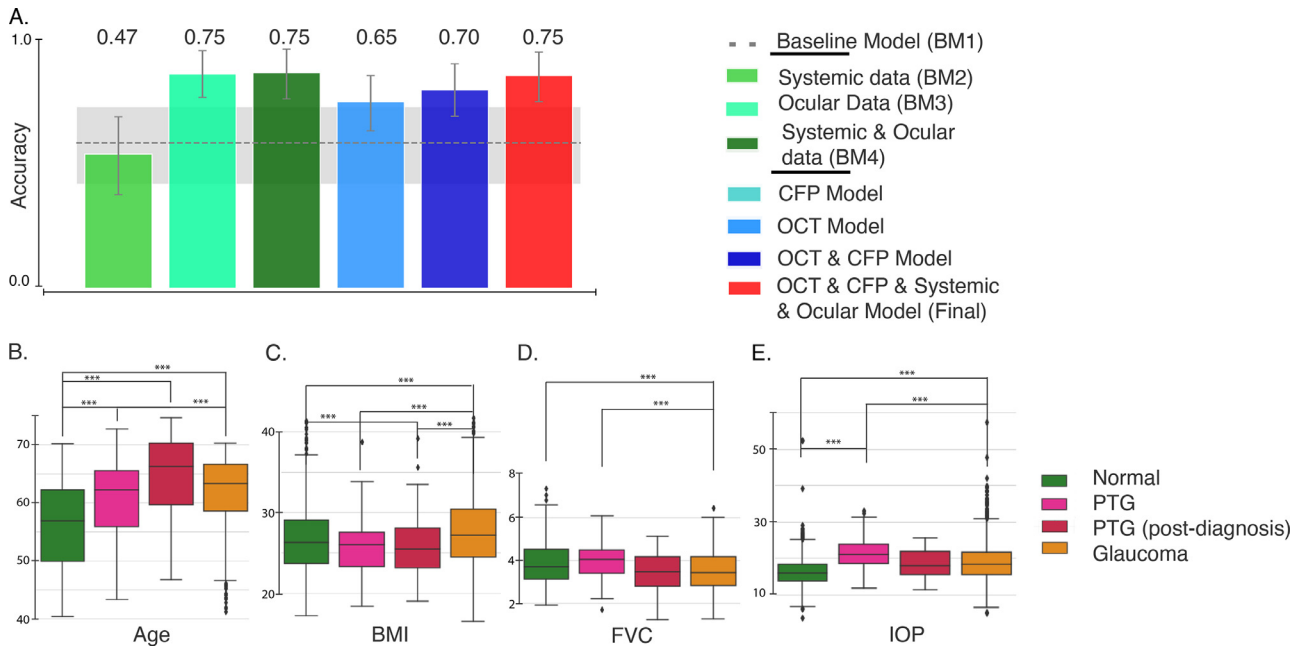 A.
1.0
0.47 0.75 0.75 0.65 0.70 0.75
Accuracy
0.0
Baseline Model (BM1)
Systemic data (BM2)
Ocular Data (BM3)
Systemic & Ocular
data (BM4)
CFP Model
OCT Model
OCT & CFP Model
OCT & CFP & Systemic
& Ocular Model (Final)
B.
***
***
*** ***
70
60
50
40
Age
C.
***
***
***
***
40
30
20
BMI
D.
***
***
8
6
4
2
FVC
E.
***
***
***
50
30
10
IOP
Normal
PTG
PTG (post-diagnosis)
Glaucoma